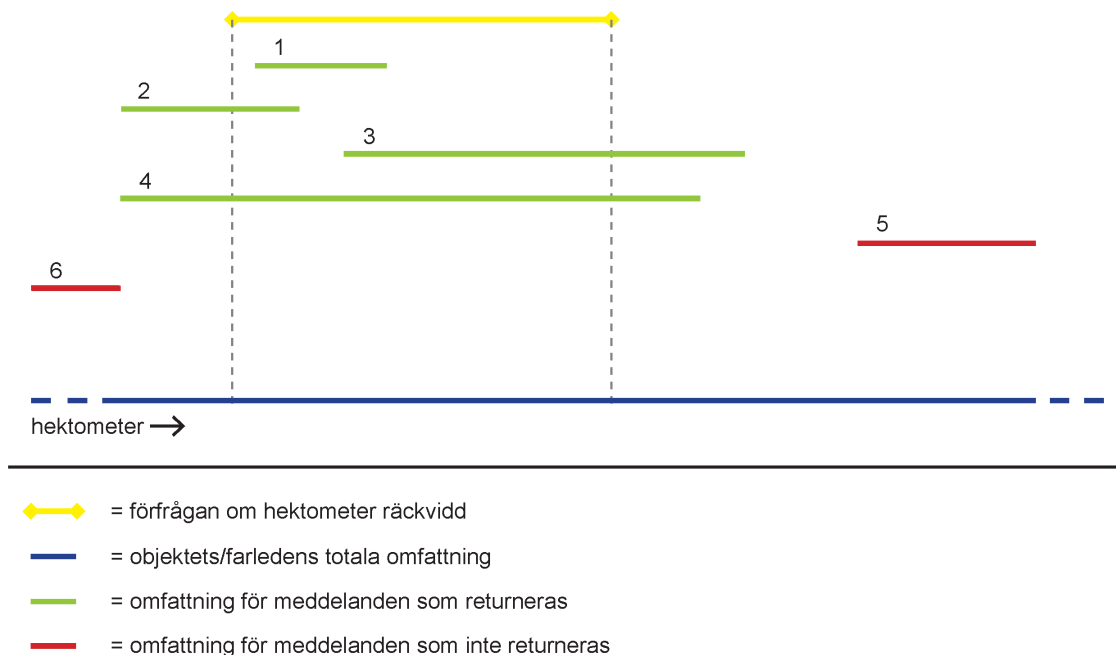 1
2
3
4
5
6
hektometer
= förfrågan om hektometer räckvidd
= objektets/farledens totala omfattning
= omfattning för meddelanden som returneras
= omfattning för meddelanden som inte returneras